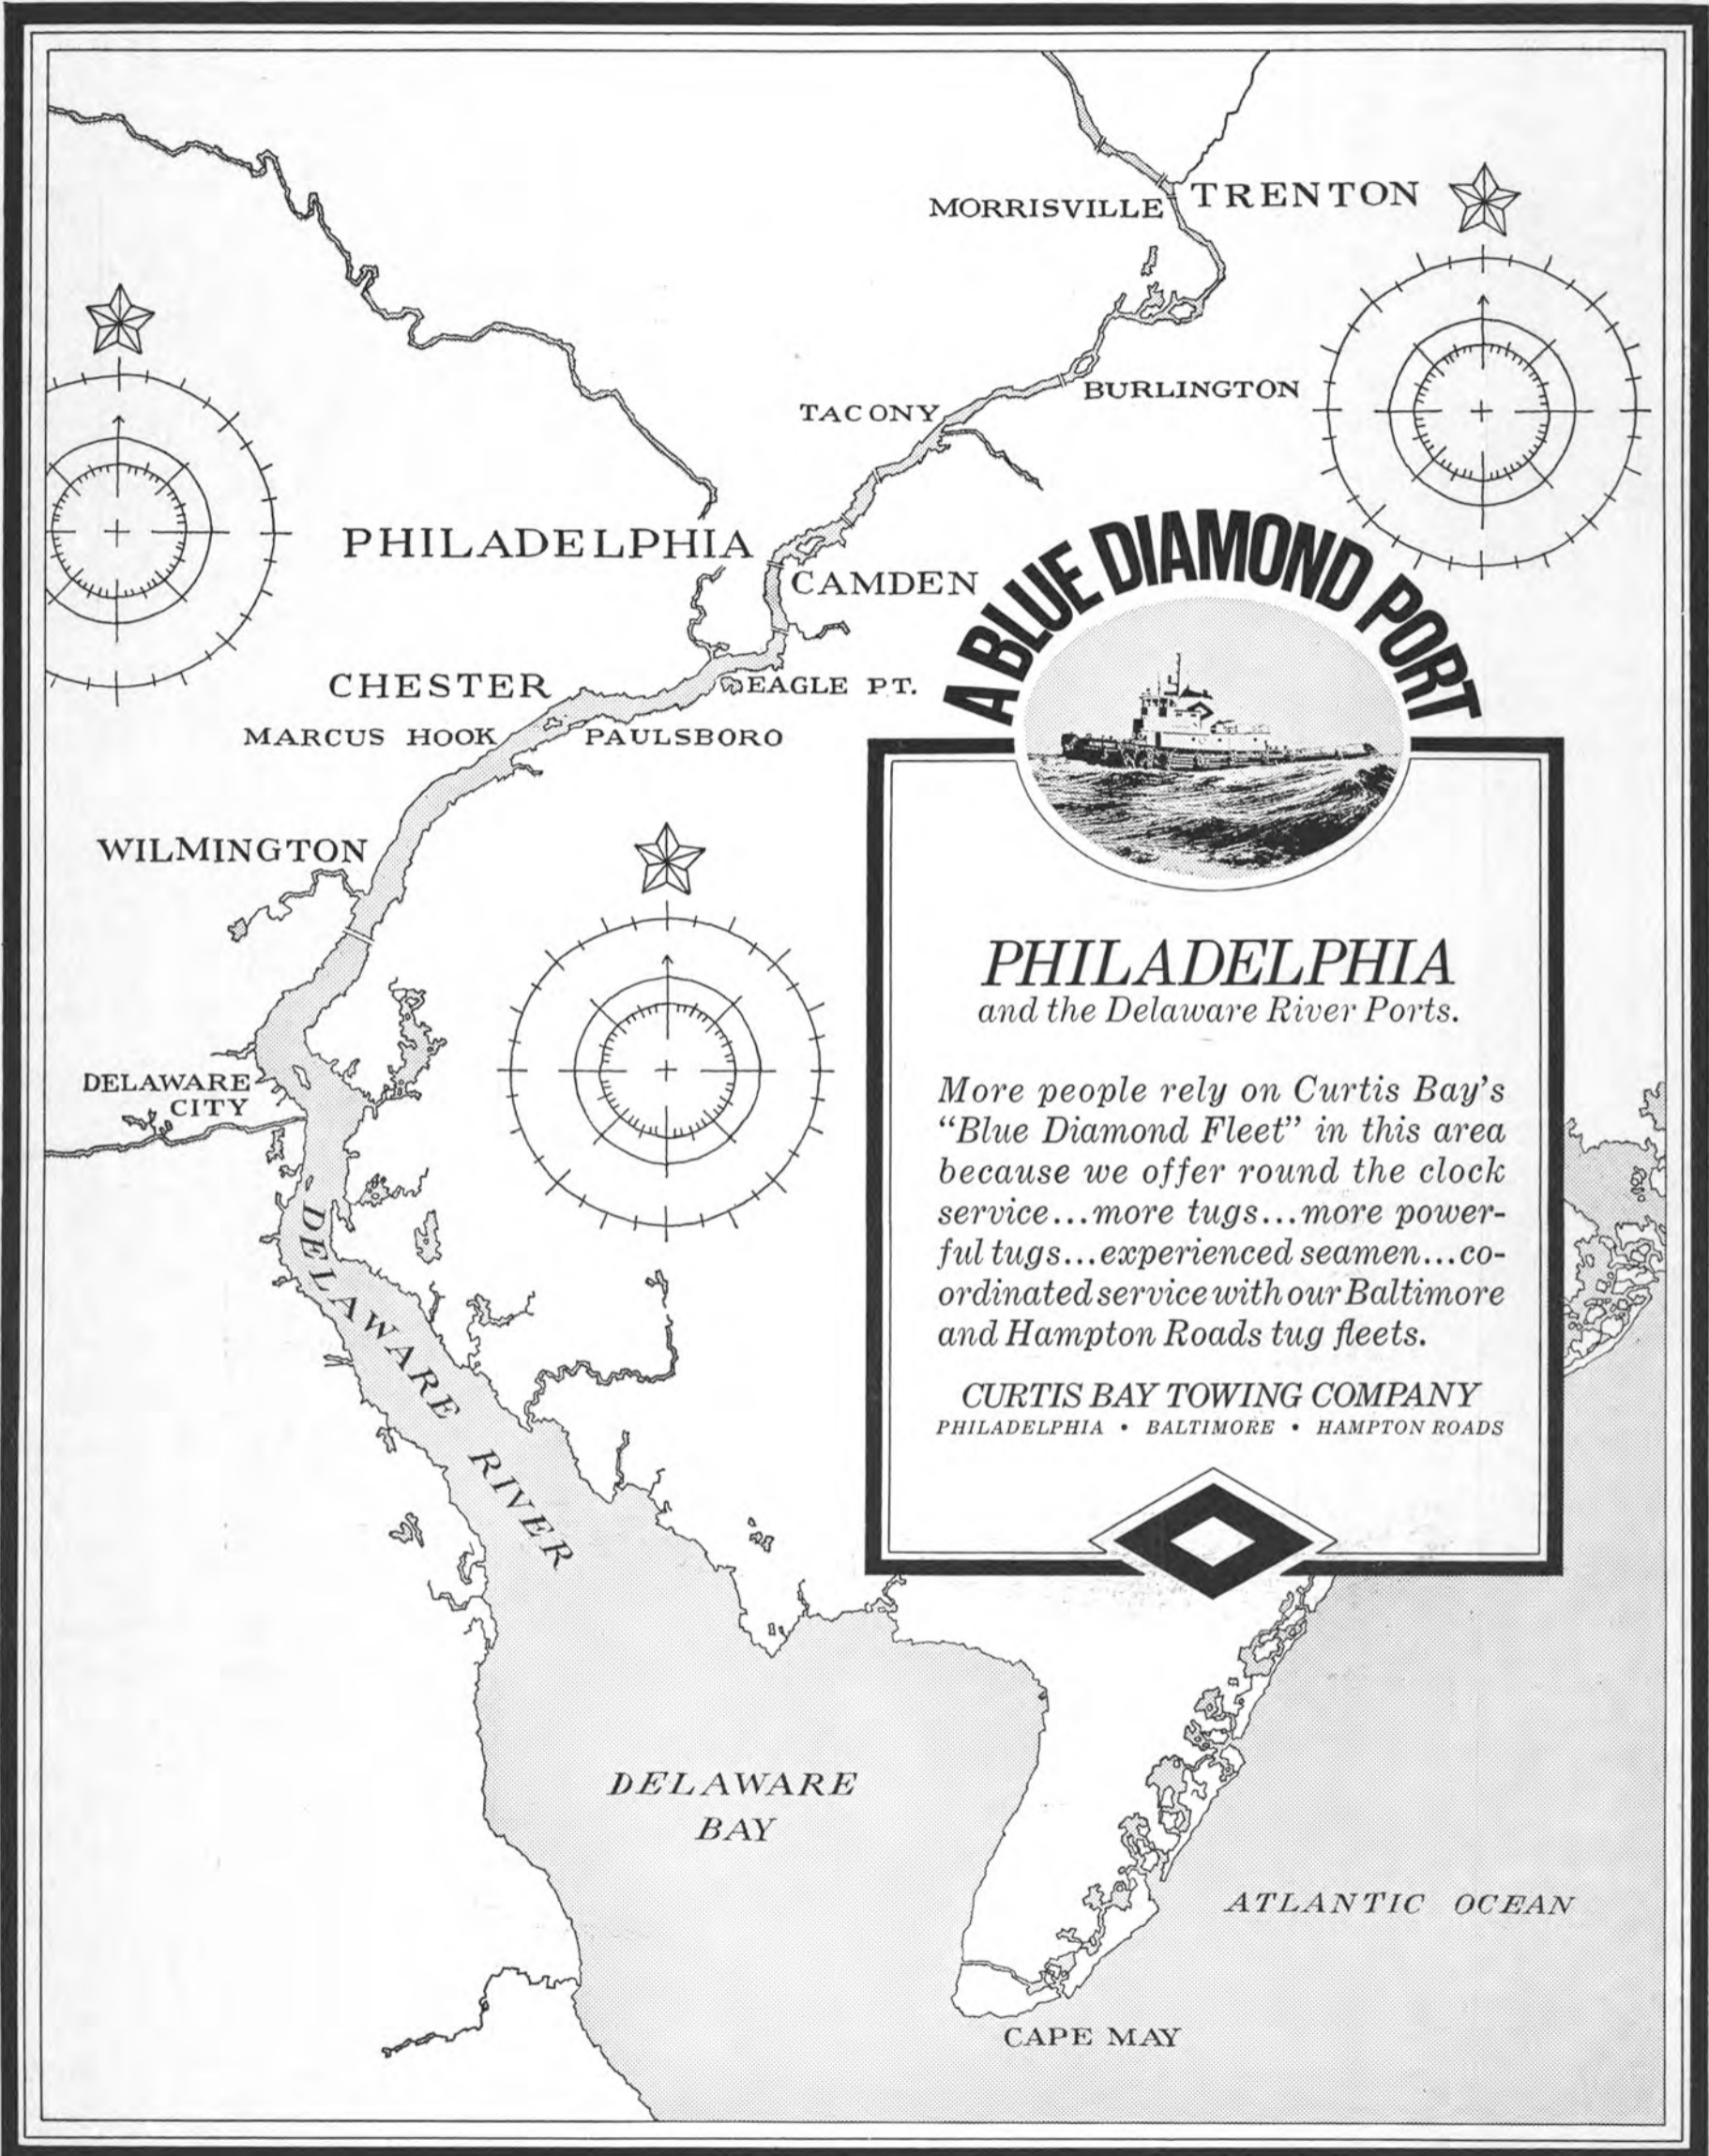 MORRISVILLE
TRENTON
BURLINGTON
TACONY
PHILADELPHIA
CAMDEN
CHESTER
EAGLE PT.
MARCUS HOOK
PAULSBORO
WILMINGTON
DELAWARE
CITY
DELAWARE RIVER
DELAWARE
BAY
ATLANTIC OCEAN
CAPE MAY
A BLUE DIAMOND PORT
PHILADELPHIA
and the Delaware River Ports.
More people rely on Curtis Bay's
“Blue Diamond Fleet” in this area
because we offer round the clock
service...more tugs...more power-
ful tugs...experienced seamen...co-
ordinated service with our Baltimore
and Hampton Roads tug fleets.
CURTIS BAY TOWING COMPANY
PHILADELPHIA • BALTIMORE • HAMPTON ROADS